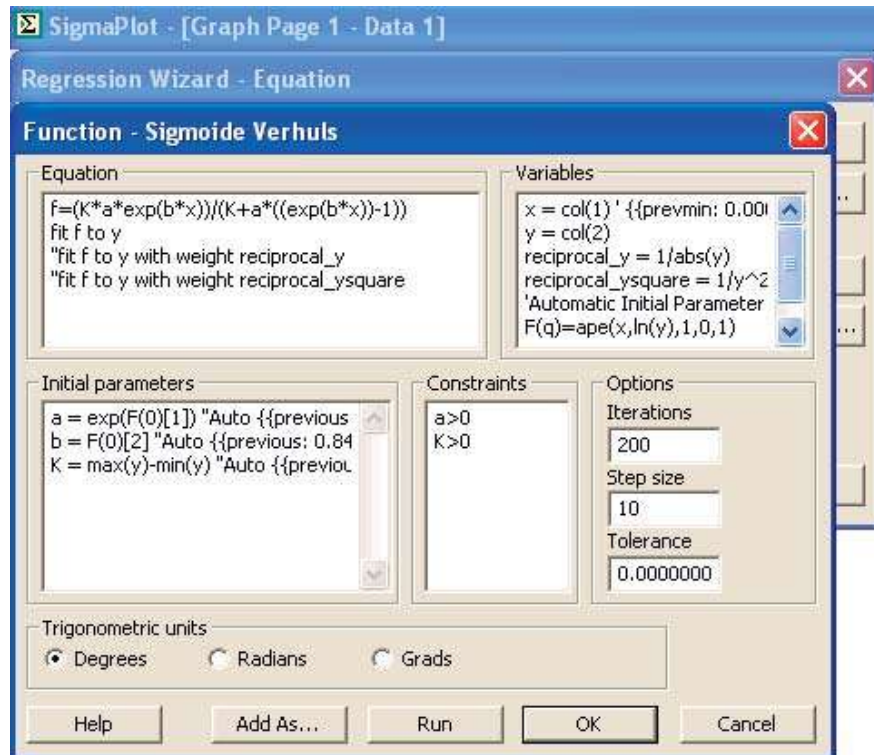 SigmaPlot - [Graph Page 1 - Data 1]
Regression Wizard - Equation
Function - Sigmoide Verhuls
Equation
f=(K*a*exp(b*x))/(K+a*((exp(b*x))-1))
fit f to y
"fit f to y with weight reciprocal_y
"fit f to y with weight reciprocal_ysquare
Variables
x = col(1) ' {{prevmin: 0.00
y = col(2)
reciprocal_y = 1/abs(y)
reciprocal_ysquare = 1/y^2
'Automatic Initial Parameter
F(q)=ape(x,ln(y),1,0,1)
Initial parameters
a = exp(F(0)[1]) "Auto {{previous
b = F(0)[2] "Auto {{previous: 0.84
K = max(y)-min(y) "Auto {{previou
Constraints
a>0
K>0
Options
Iterations
200
Step size
10
Tolerance
0.0000000
Trigonometric units
Degrees Radians Grads
Help Add As... Run OK Cancel